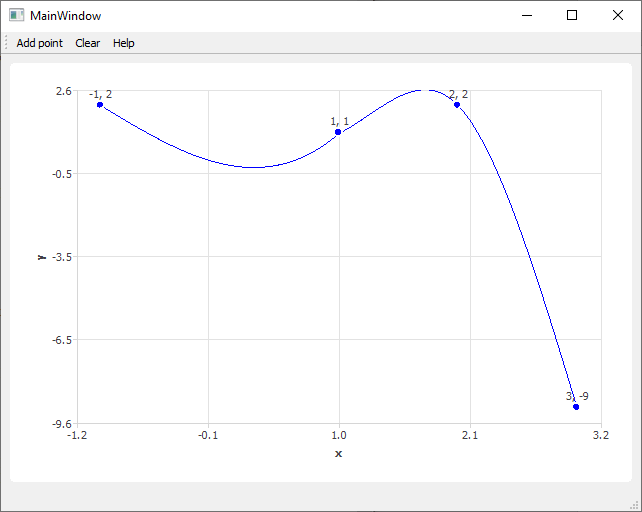 MainWindow
Add point Clear Help
2.6
-1, 2
2, 2
1, 1
-0.5
y
-3.5
-6.5
3, -9
-9.6
-1.2 -0.1 1.0 2.1 3.2
x